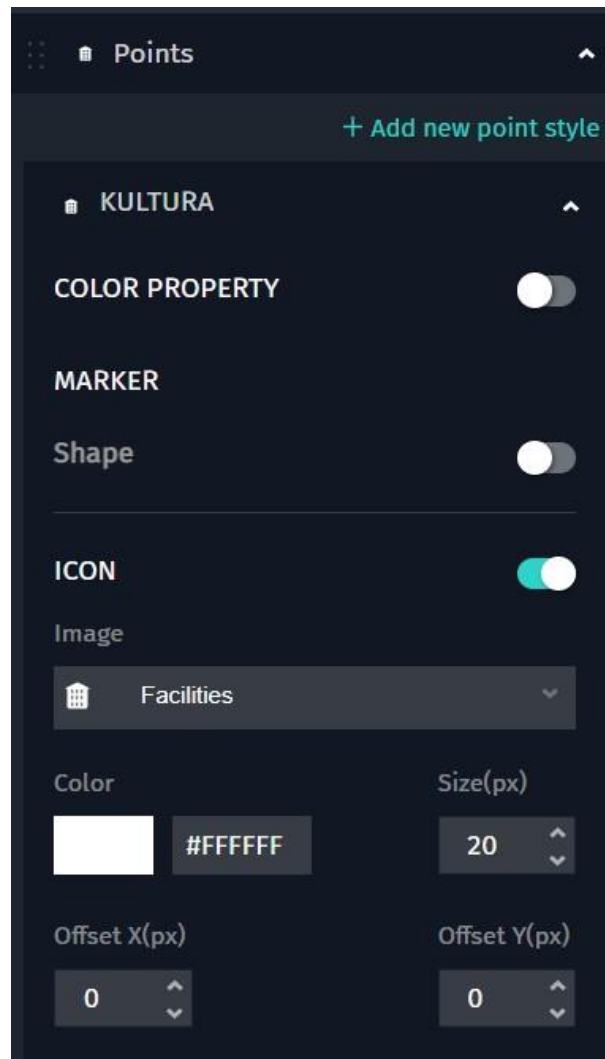 Points
+ Add new point style
KULTURA
COLOR PROPERTY
MARKER
Shape
ICON
Image
Facilities
Color Size(px)
#FFFFFF 20
Offset X(px) Offset Y(px)
0 0